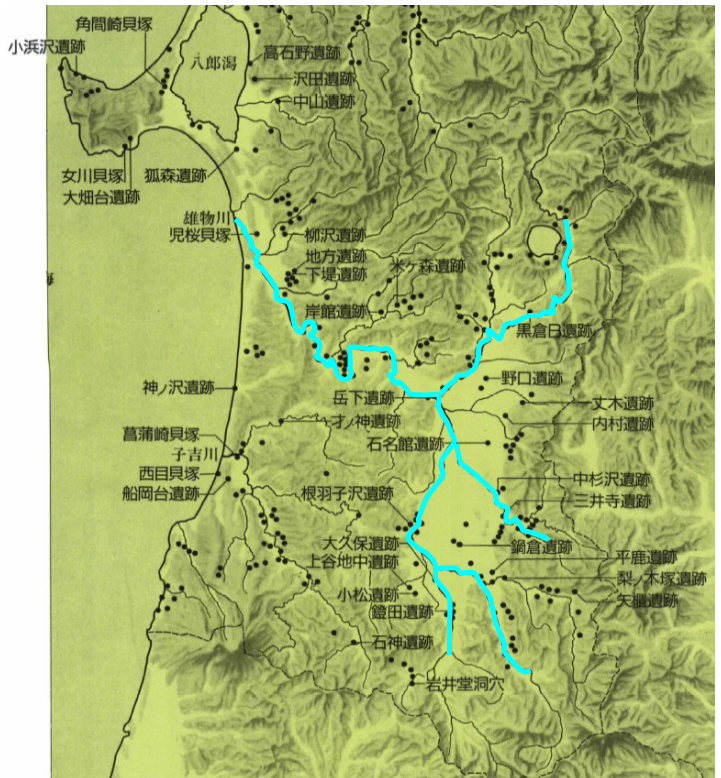 角間崎貝塚
小浜沢遺跡
八郎潟
高石野遺跡
沢田遺跡
中山遺跡
女川貝塚
狐森遺跡
大畑台遺跡
雄物川
児桜貝塚
柳沢遺跡
地方遺跡
下堤遺跡
米ケ森遺跡
岸館遺跡
海
黒倉B遺跡
神ノ沢遺跡
野口遺跡
岳下遺跡
丈木遺跡
才ノ神遺跡
内村遺跡
菖蒲崎貝塚
石名館遺跡
子吉川
西目貝塚
中杉沢遺跡
船岡台遺跡
根羽子沢遺跡
三井寺遺跡
大久保遺跡
鍋倉遺跡
上谷地中遺跡
平鹿遺跡
小松遺跡
梨ノ木塚遺跡
鐙田遺跡
矢櫃遺跡
石神遺跡
岩井堂洞穴